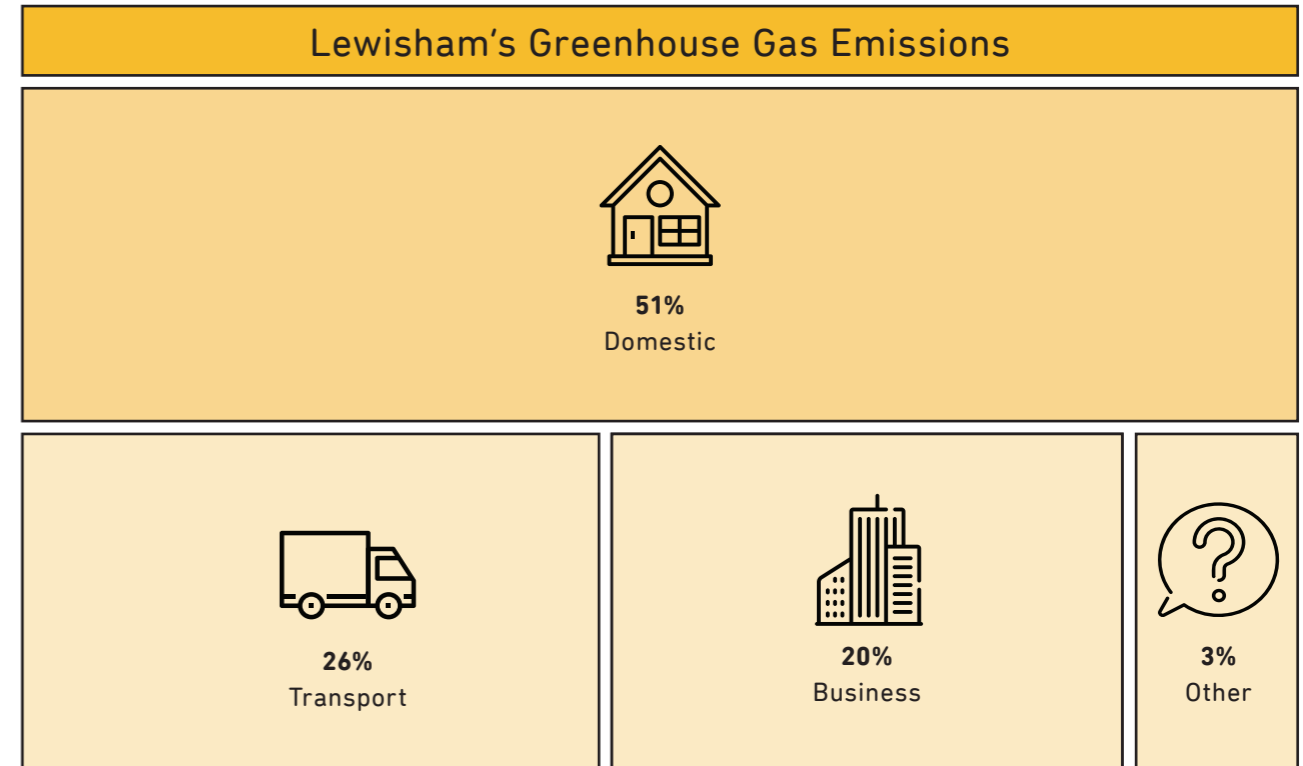 Lewisham's Greenhouse Gas Emissions
51%
Domestic
26%
Transport
20%
Business
3%
Other